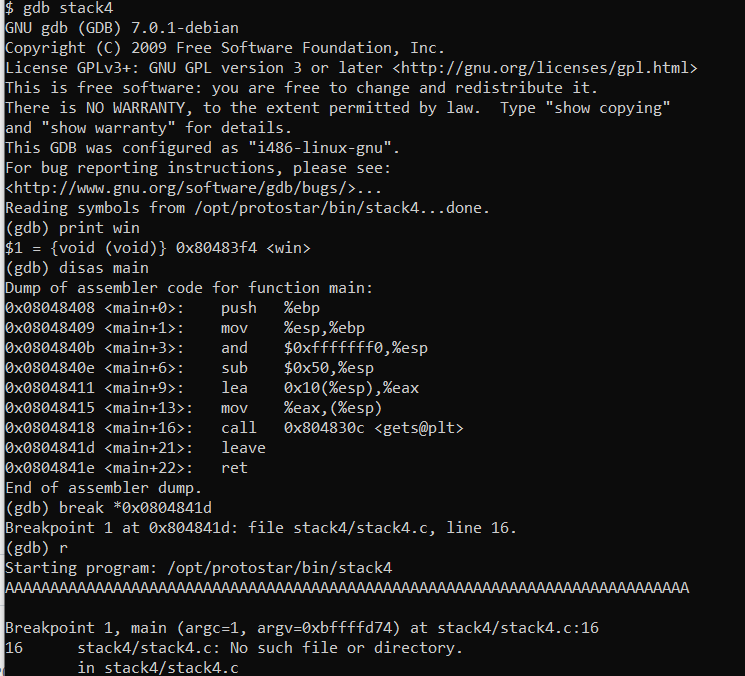 $ gdb stack4
GNU gdb (GDB) 7.0.1-debian
Copyright (C) 2009 Free Software Foundation, Inc.
License GPLv3+: GNU GPL version 3 or later <http://gnu.org/licenses/gpl.html>
This is free software: you are free to change and redistribute it.
There is NO WARRANTY, to the extent permitted by law.  Type "show copying"
and "show warranty" for details.
This GDB was configured as "i486-linux-gnu".
For bug reporting instructions, please see:
<http://www.gnu.org/software/gdb/bugs/>...
Reading symbols from /opt/protostar/bin/stack4...done.
(gdb) print win
$1 = {void (void)} 0x80483f4 <win>
(gdb) disas main
Dump of assembler code for function main:
0x08048408 <main+0>:    push   %ebp
0x08048409 <main+1>:    mov    %esp,%ebp
0x0804840b <main+3>:    and    $0xfffffff0,%esp
0x0804840e <main+6>:    sub    $0x50,%esp
0x08048411 <main+9>:    lea    0x10(%esp),%eax
0x08048415 <main+13>:   mov    %eax,(%esp)
0x08048418 <main+16>:   call   0x804830c <gets@plt>
0x0804841d <main+21>:   leave
0x0804841e <main+22>:   ret
End of assembler dump.
(gdb) break *0x0804841d
Breakpoint 1 at 0x804841d: file stack4/stack4.c, line 16.
(gdb) r
Starting program: /opt/protostar/bin/stack4
AAAAAAAAAAAAAAAAAAAAAAAAAAAAAAAAAAAAAAAAAAAAAAAAAAAAAAAAAAAAAAAAAAAAAAAAAAAA

Breakpoint 1, main (argc=1, argv=0xbffffd74) at stack4/stack4.c:16
16      stack4/stack4.c: No such file or directory.
        in stack4/stack4.c